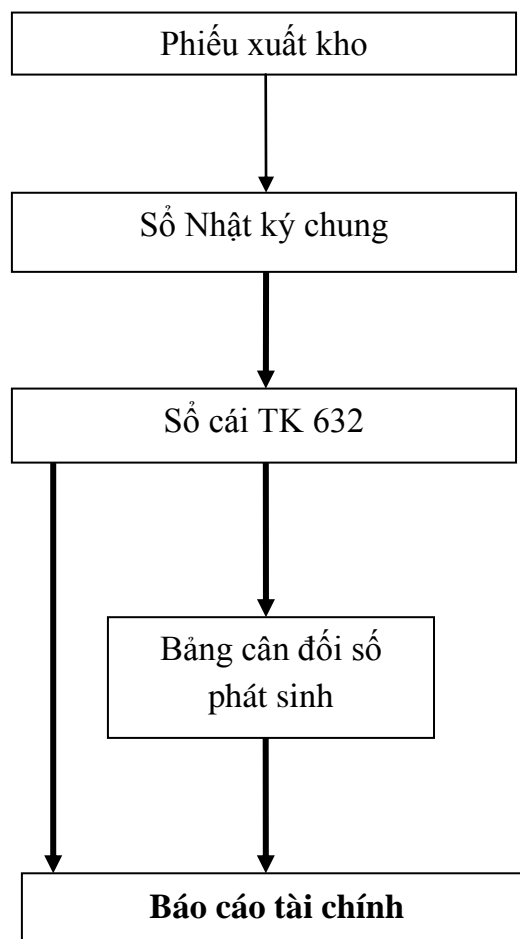 Phiếu xuất kho
Sổ Nhật ký chung
Sổ cái TK 632
Bảng cân đối số
phát sinh
Báo cáo tài chính